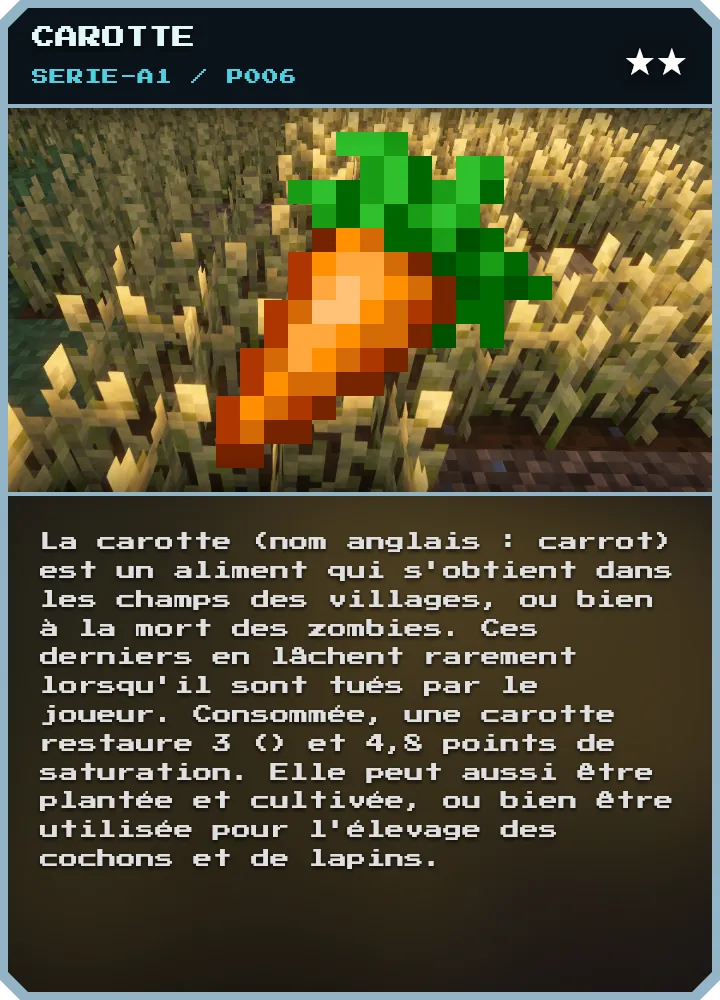 CAROTTE
SERIE-A1 / P006
★★
La carotte (nom anglais : carrot)
est un aliment qui s'obtient dans
les champs des villages, ou bien
à la mort des zombies. Ces
derniers en lâchent rarement
lorsqu'il sont tués par le
joueur. Consommée, une carotte
restaure 3 () et 4,8 points de
saturation. Elle peut aussi être
plantée et cultivée, ou bien être
utilisée pour l'élevage des
cochons et de lapins.